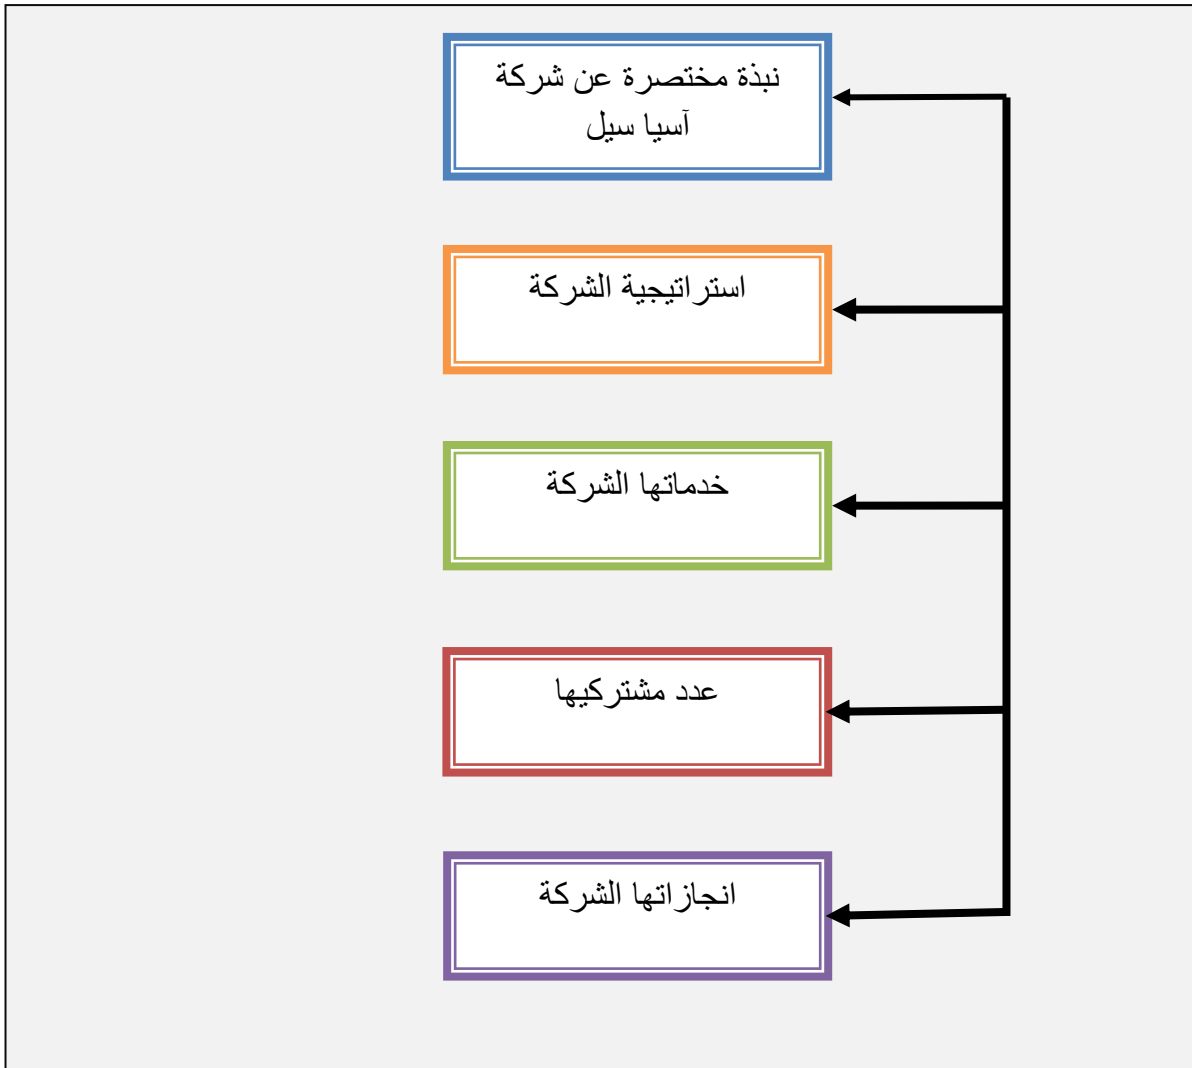 نبذة مختصرة عن شركة
آسيا سيل
استراتيجية الشركة
خدماتها الشركة
عدد مشتركيها
انجازاتها الشركة